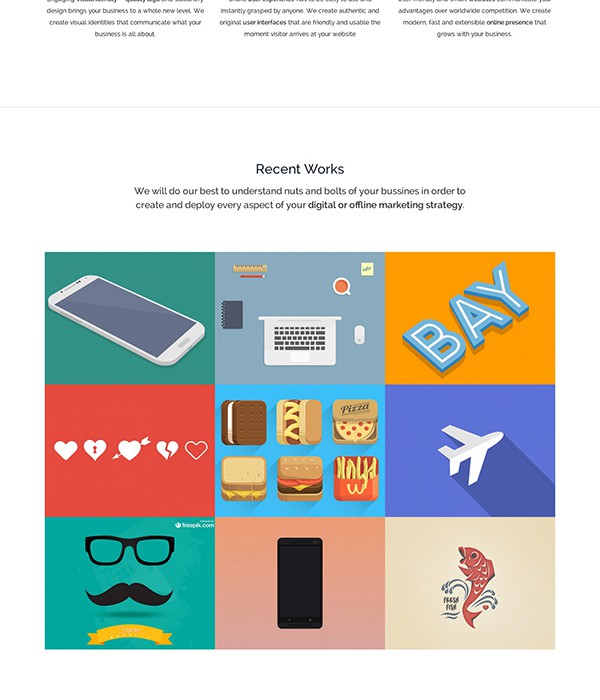 design brings your business to a whole new level. We
create visual identities that communicate what your
business is all about.
instantly grasped by anyone. We create authentic and
original user interfaces that are friendly and usable the
moment visitor arrives at your website
advantages over worldwide competition. We create
modern, fast and extensible online presence that
grows with your business.
Recent Works
We will do our best to understand nuts and bolts of your bussines in order to
create and deploy every aspect of your digital or offline marketing strategy.
BAY
Pizza
freepik.com
FRESH
FISH